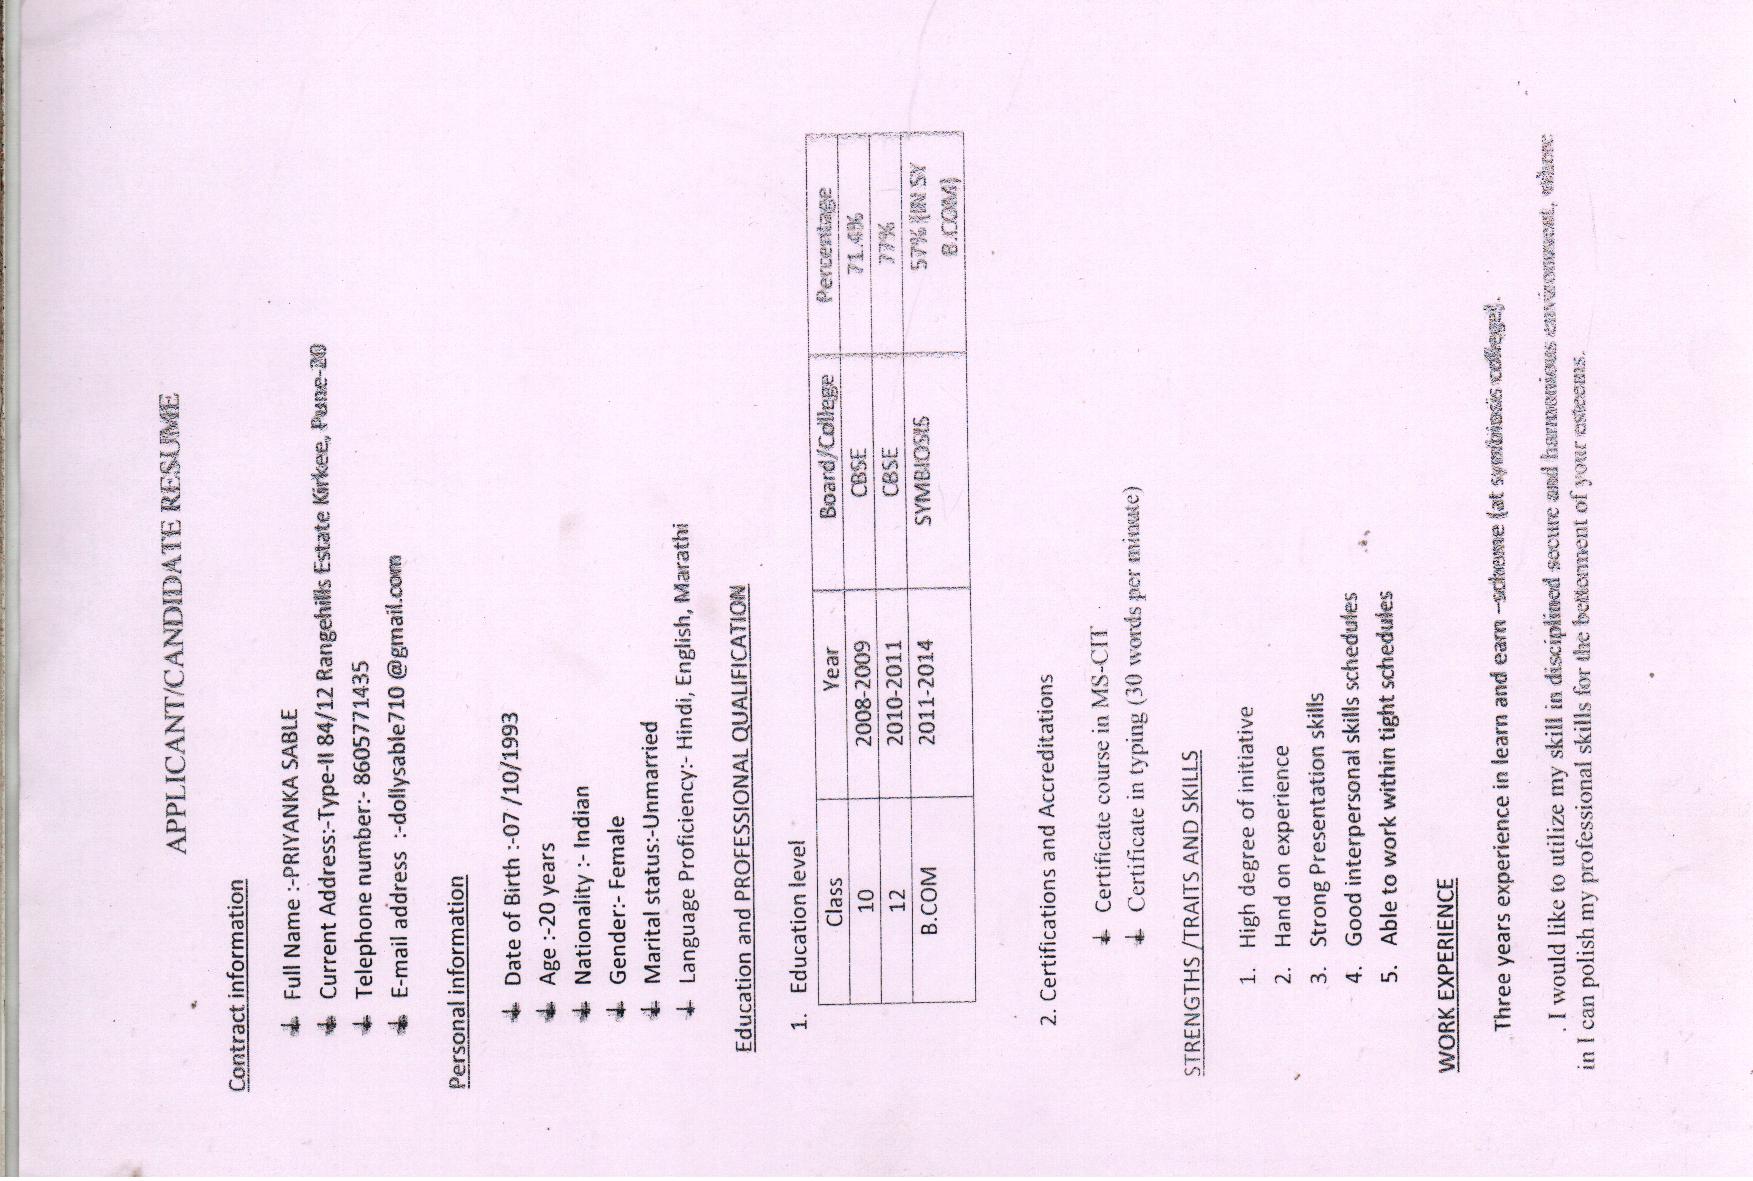 APPLICANT/CANDIDATE RESUME
Contract information
Full Name :-PRIYANKA SABLE
Current Address:-Type-II 84/12 Rangehills Estate Kirkee, Pune-20
Telephone number:- 8605771435
E-mail address :-dollysable710 @gmail.com
Personal information
Date of Birth :-07 /10/1993
Age :-20 years
Nationality :- Indian
Gender:- Female
Marital status:-Unmarried
Language Proficiency:- Hindi, English, Marathi
Education and PROFESSIONAL QUALIFICATION
1. Education level
Class Year Board/College Percentage
10 2008-2009 CBSE 71.4%
12 2010-2011 CBSE 77%
B.COM 2011-2014 SYMBIOSIS 57% (IN SY
B.COM)
2. Certifications and Accreditations
Certificate course in MS-CIT
Certificate in typing (30 words per minute)
STRENGTHS /TRAITS AND SKILLS
1. High degree of initiative
2. Hand on experience
3. Strong Presentation skills
4. Good interpersonal skills schedules
5. Able to work within tight schedules
WORK EXPERIENCE
Three years experience in learn and earn –scheme (at symbiosis college).
. I would like to utilize my skill in disciplined secure and harmonious environment, where
in I can polish my professional skills for the betterment of your esteems.